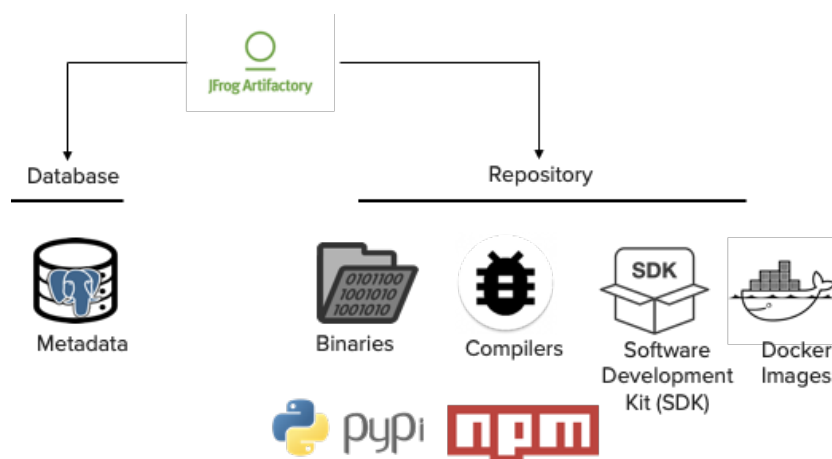 JFrog Artifactory
Database
Repository
0101100
1001010
1001010
SDK
Metadata
Binaries
Compilers
Software
Development
Kit (SDK)
Docker
Images
pypi
npm